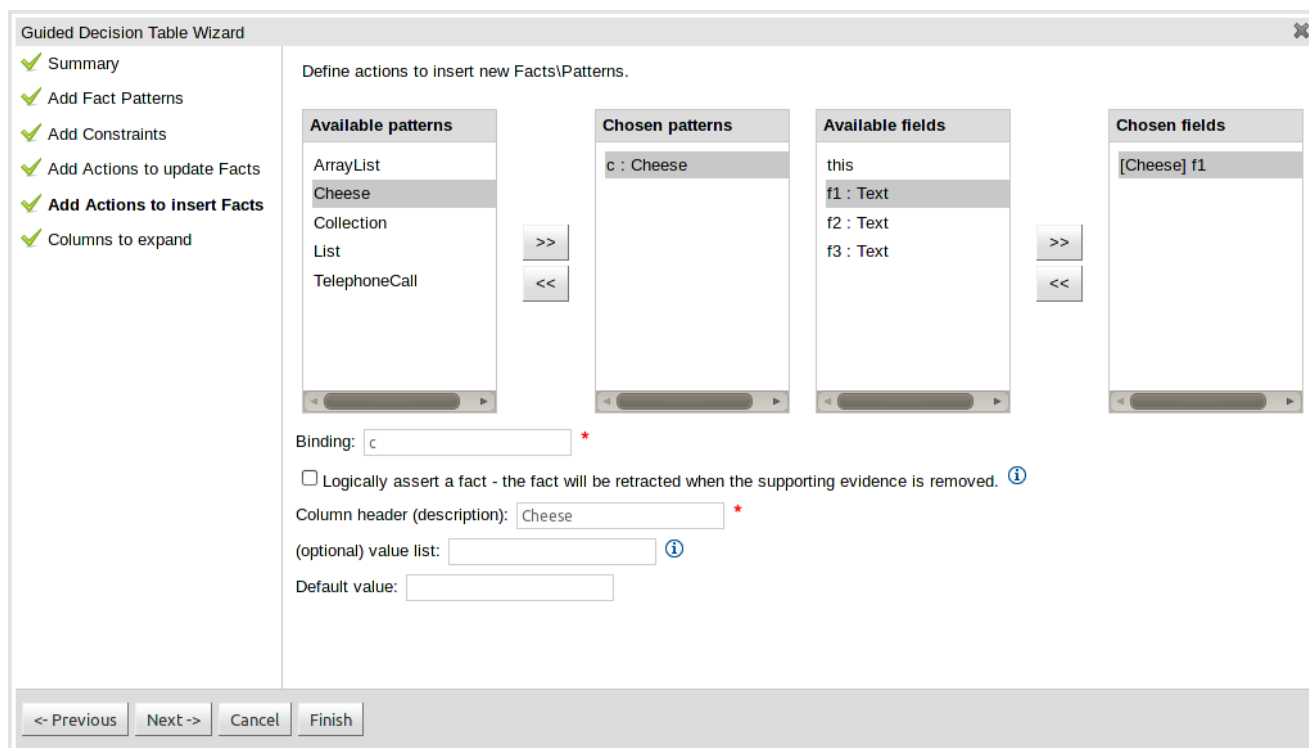 Guided Decision Table Wizard
Summary
Add Fact Patterns
Add Constraints
Add Actions to update Facts
Add Actions to insert Facts
Columns to expand
Define actions to insert new Facts\Patterns.
Available patterns
ArrayList
Cheese
Collection
List
TelephoneCall
>>
<<
Chosen patterns
c : Cheese
Available fields
this
f1 : Text
f2 : Text
f3 : Text
>>
<<
Chosen fields
[Cheese] f1
Binding: c *
Logically assert a fact - the fact will be retracted when the supporting evidence is removed.
Column header (description): Cheese *
(optional) value list:
Default value:
<- Previous Next -> Cancel Finish